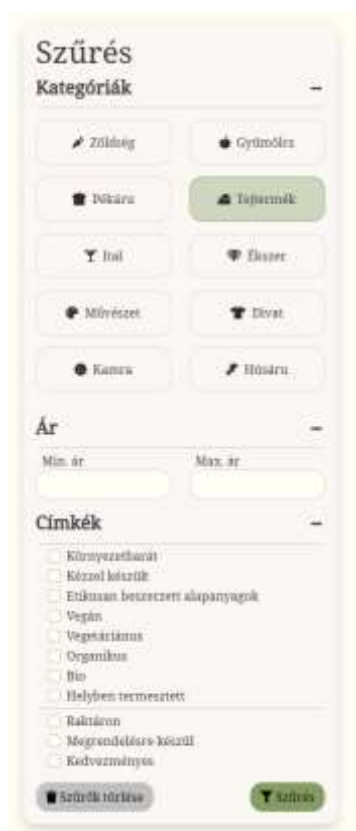 Szűrés
Kategóriák
Zöldség
Gyümölcs
Pékáru
Tejtermék
Ital
Ékszer
Művészet
Divat
Kamra
Húsáru
Ár
Min. ár
Max. ár
Címkék
Környezetbarát
Kézzel készült
Etikusan beszerzett alapanyagok
Vegán
Vegetáriánus
Organikus
Bio
Helyben termesztett
Raktáron
Megrendelésre készül
Kedvezményes
Szűrők törlése
Szűrés